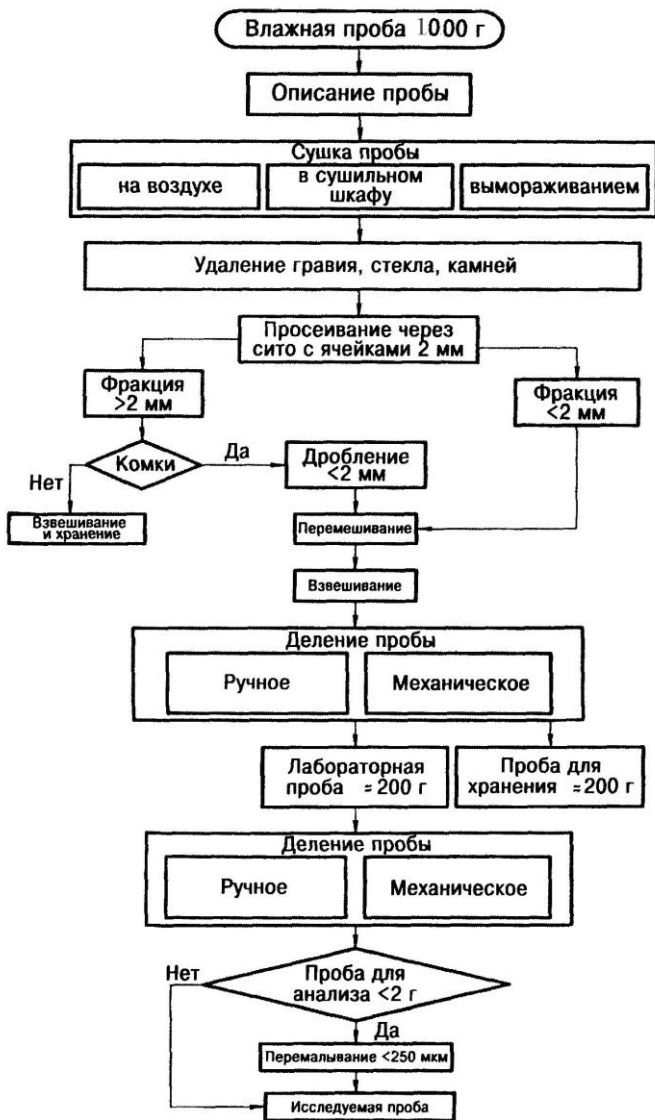 Влажная проба 1000 г
Описание пробы
Сушка пробы
на воздухе
в сушильном
шкафу
вымораживанием
Удаление гравия, стекла, камней
Просеивание через
сито с ячейками 2 мм
Фракция
>2 мм
Фракция
<2 мм
Комки
Да
Нет
Дробление
<2 мм
Взвешивание
и хранение
Перемешивание
Взвешивание
Деление пробы
Ручное
Механическое
Лабораторная
проба ≈200 г
Проба для
хранения ≈200 г
Деление пробы
Ручное
Механическое
Нет
Проба для
анализа <2 г
Да
Перемалывание <250 мкм
Исследуемая проба